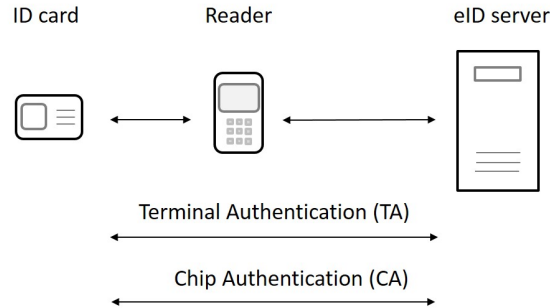 ID card
Reader
eID server
Terminal Authentication (TA)
Chip Authentication (CA)